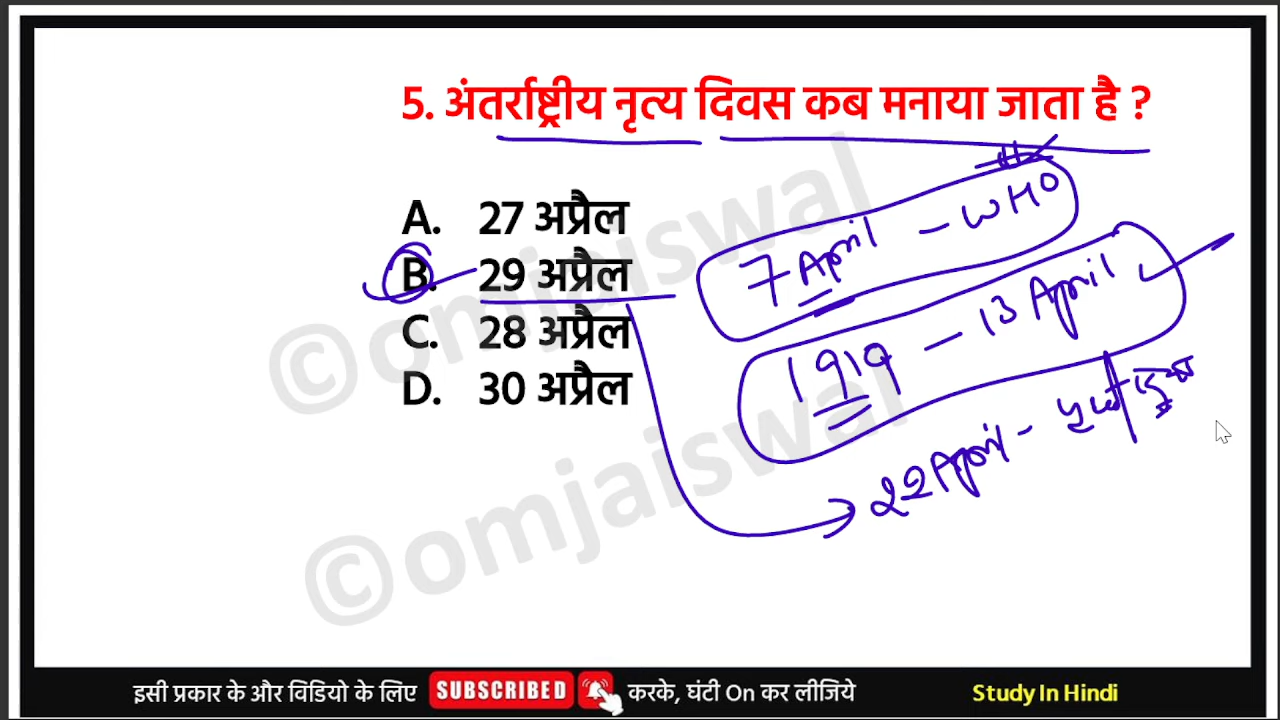 5. अंतर्राष्ट्रीय नृत्य दिवस कब मनाया जाता है ?
A. 27 अप्रैल
B. 29 अप्रैल
C. 28 अप्रैल
D. 30 अप्रैल
7 April - WHO
1919 - 13 April
22 April -
©omjaiswal
©omjaiswal
इसी प्रकार के और विडियो के लिए SUBSCRIBED करके, घंटी On कर लीजिये Study In Hindi